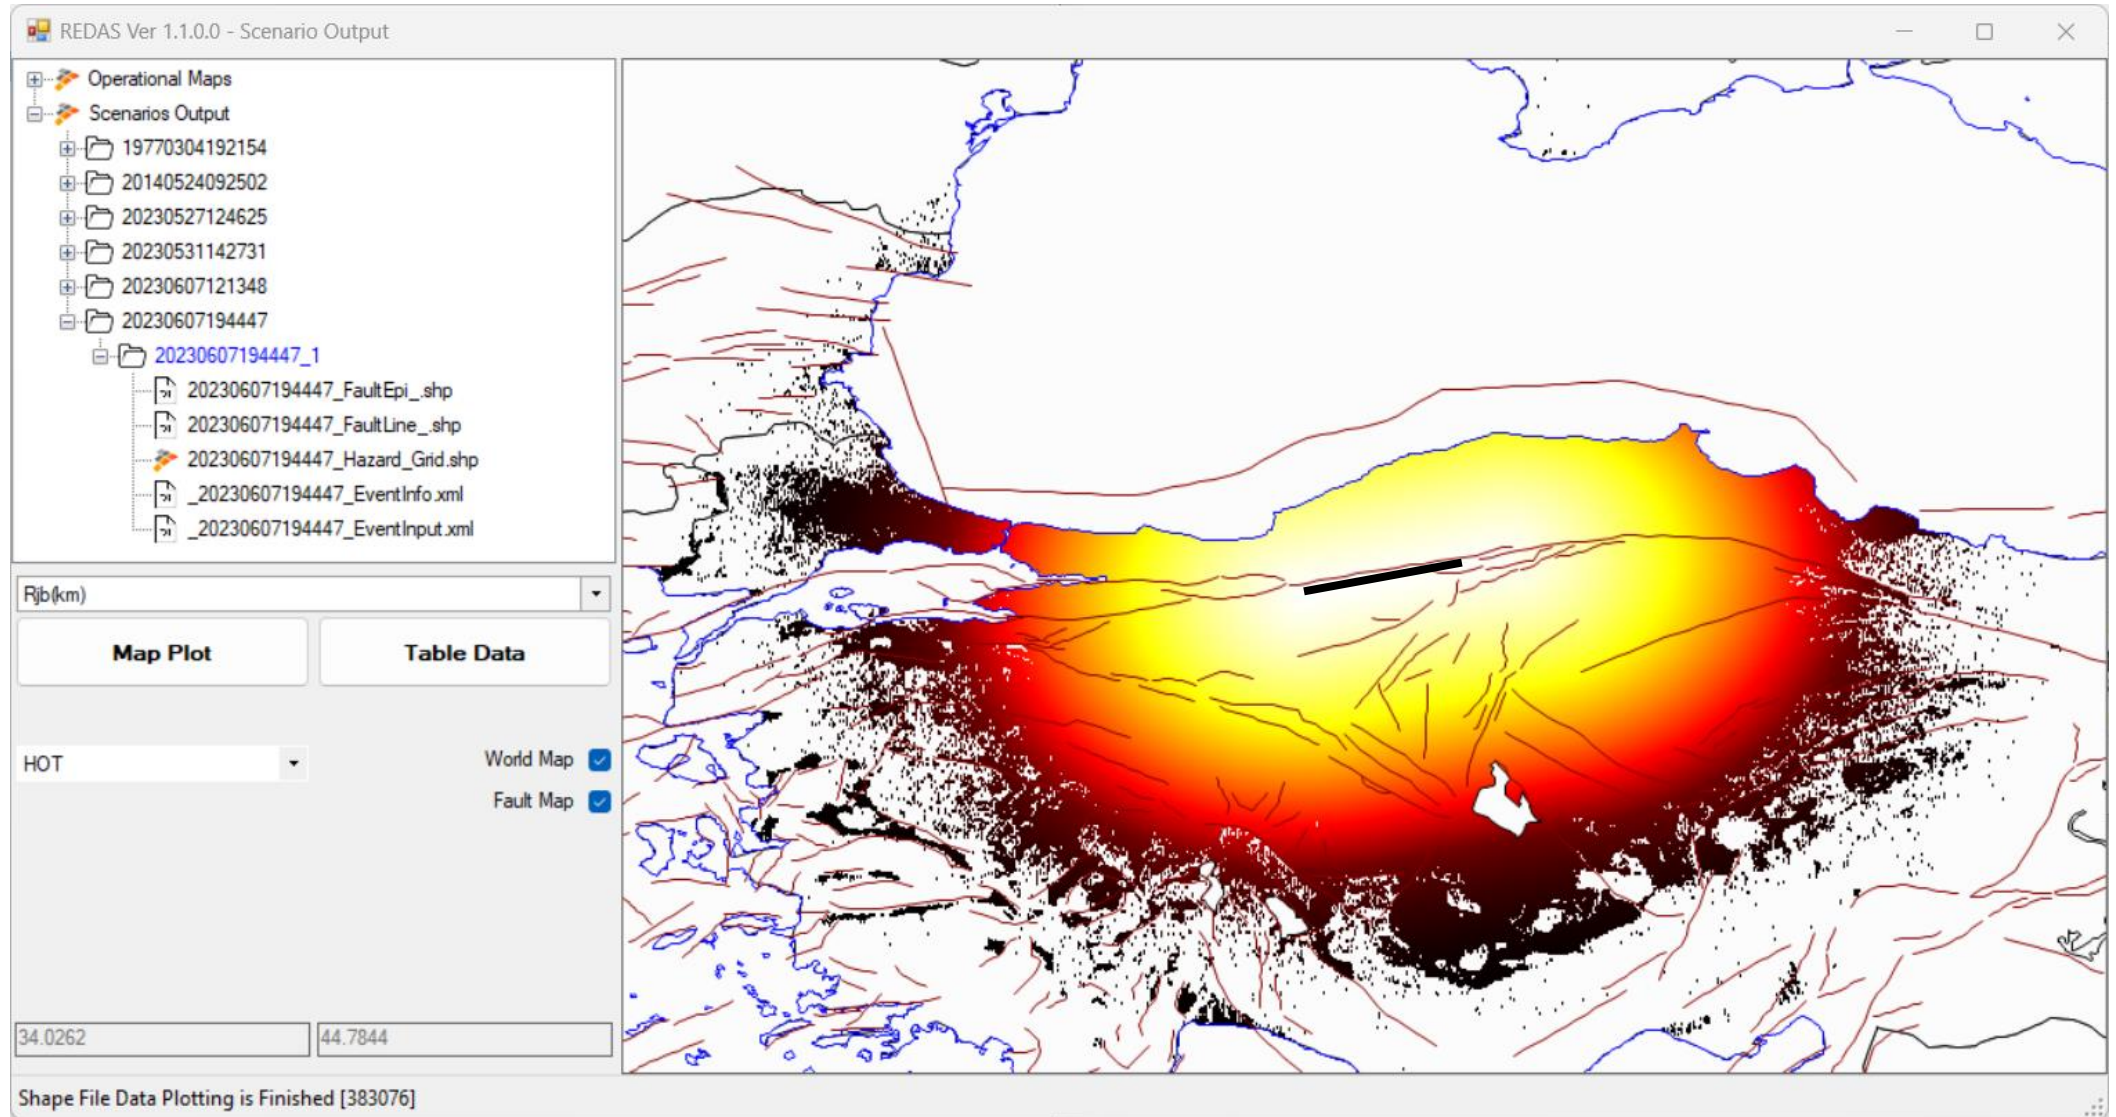 REDAS Ver 1.1.0.0 - Scenario Output
Operational Maps
Scenarios Output
19770304192154
20140524092502
20230527124625
20230531142731
20230607121348
20230607194447
20230607194447_1
20230607194447_FaultEpi_.shp
20230607194447_FaultLine_.shp
20230607194447_Hazard_Grid.shp
_20230607194447_EventInfo.xml
_20230607194447_EventInput.xml
Rjb(km)
Map Plot Table Data
HOT
World Map
Fault Map
34.0262 44.7844
Shape File Data Plotting is Finished [383076]